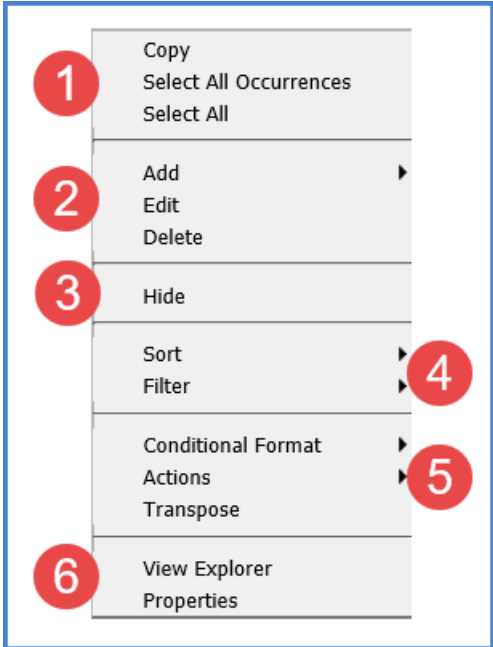 1
Copy
Select All Occurrences
Select All
2
Add
Edit
Delete
3
Hide
Sort
Filter
4
Conditional Format
Actions
5
Transpose
6
View Explorer
Properties